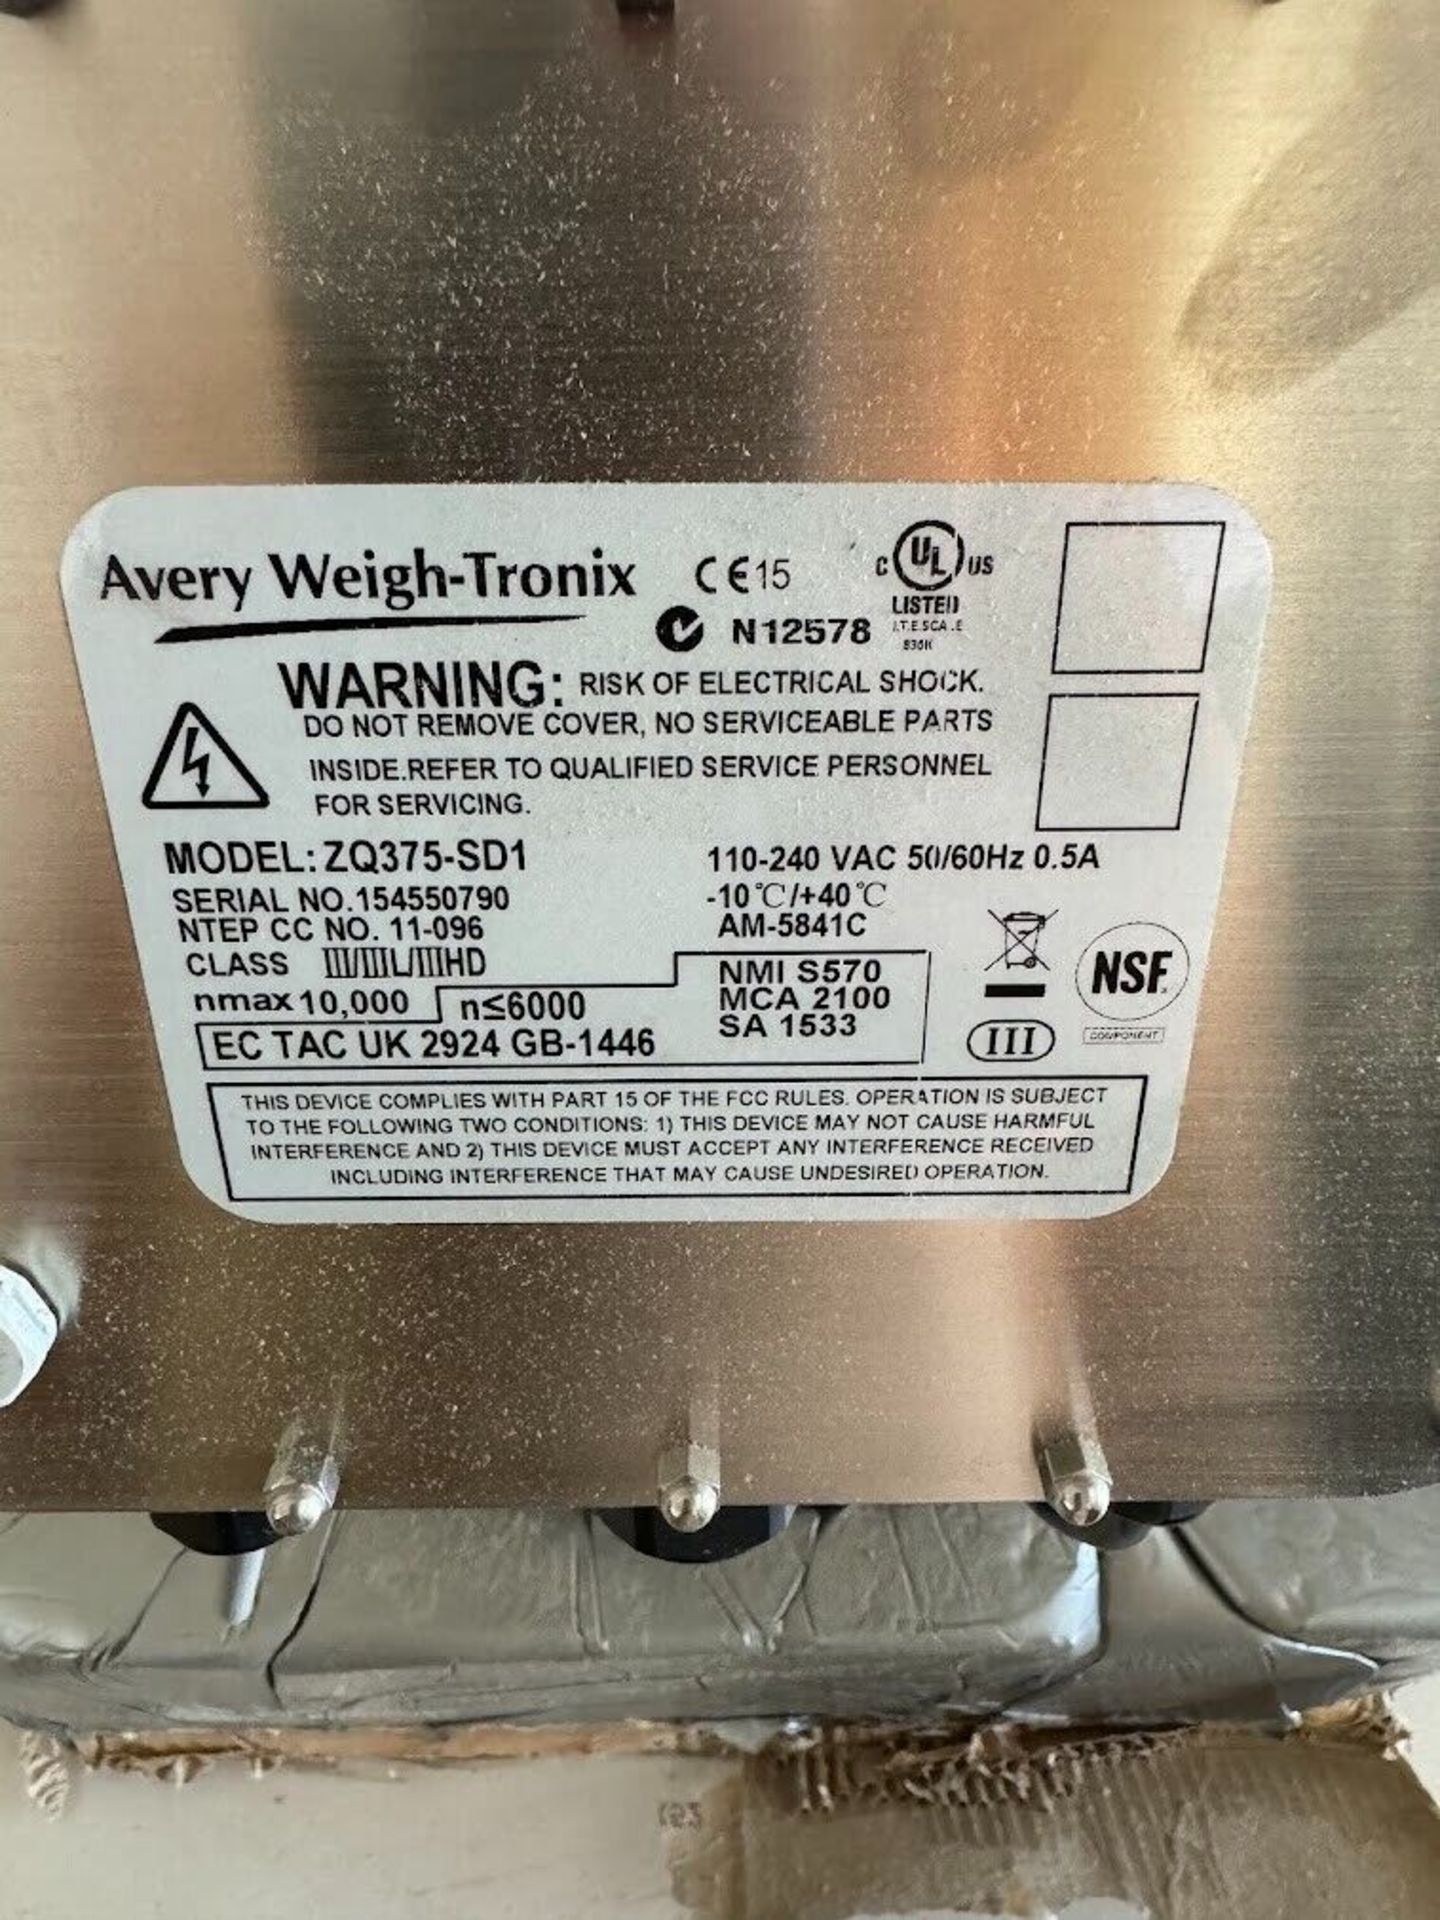 Avery Weigh-Tronix CE15
N12578
C UL US
LISTED
I.T.E SCALE
WARNING: RISK OF ELECTRICAL SHOCK.
DO NOT REMOVE COVER, NO SERVICEABLE PARTS
INSIDE.REFER TO QUALIFIED SERVICE PERSONNEL
FOR SERVICING.
MODEL: ZQ375-SD1 110-240 VAC 50/60Hz 0.5A
SERIAL NO.154550790 -10℃/+40℃
NTEP CC NO. 11-096 AM-5841C
CLASS III/IIIL/IIIHD
nmax 10,000 n≤6000
NMI S570
MCA 2100
SA 1533
EC TAC UK 2924 GB-1446
III
NSF
COMPONENT
THIS DEVICE COMPLIES WITH PART 15 OF THE FCC RULES. OPERATION IS SUBJECT
TO THE FOLLOWING TWO CONDITIONS: 1) THIS DEVICE MAY NOT CAUSE HARMFUL
INTERFERENCE AND 2) THIS DEVICE MUST ACCEPT ANY INTERFERENCE RECEIVED
INCLUDING INTERFERENCE THAT MAY CAUSE UNDESIRED OPERATION.